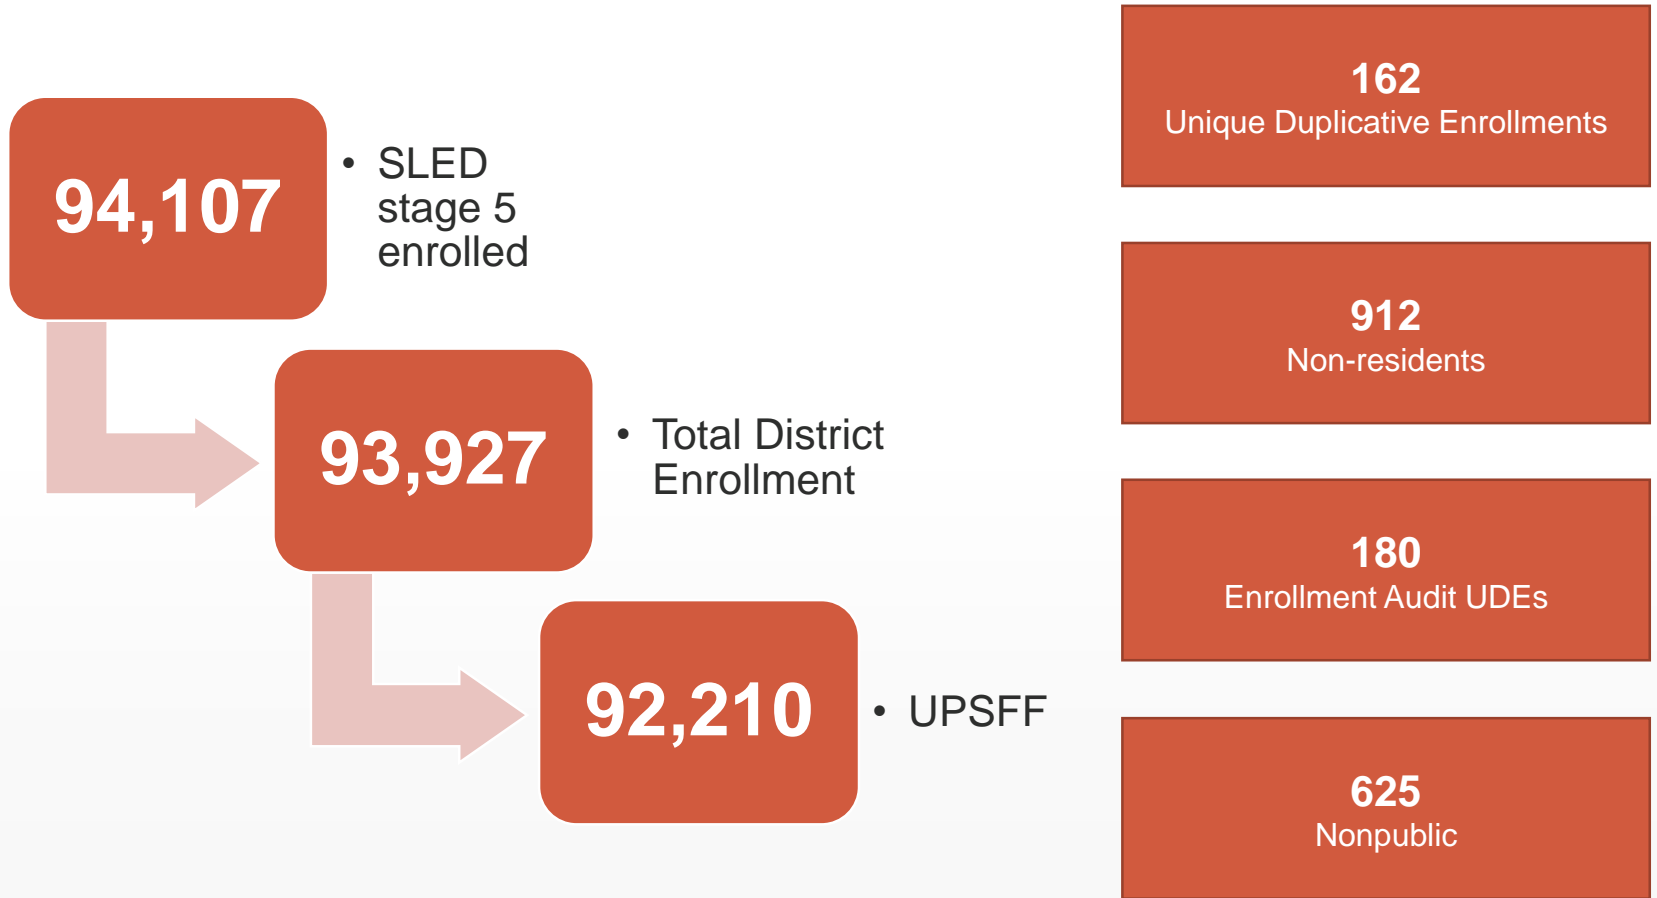 94,107
• SLED
stage 5
enrolled
93,927
• Total District
Enrollment
92,210
• UPSFF
162
Unique Duplicative Enrollments
912
Non-residents
180
Enrollment Audit UDEs
625
Nonpublic